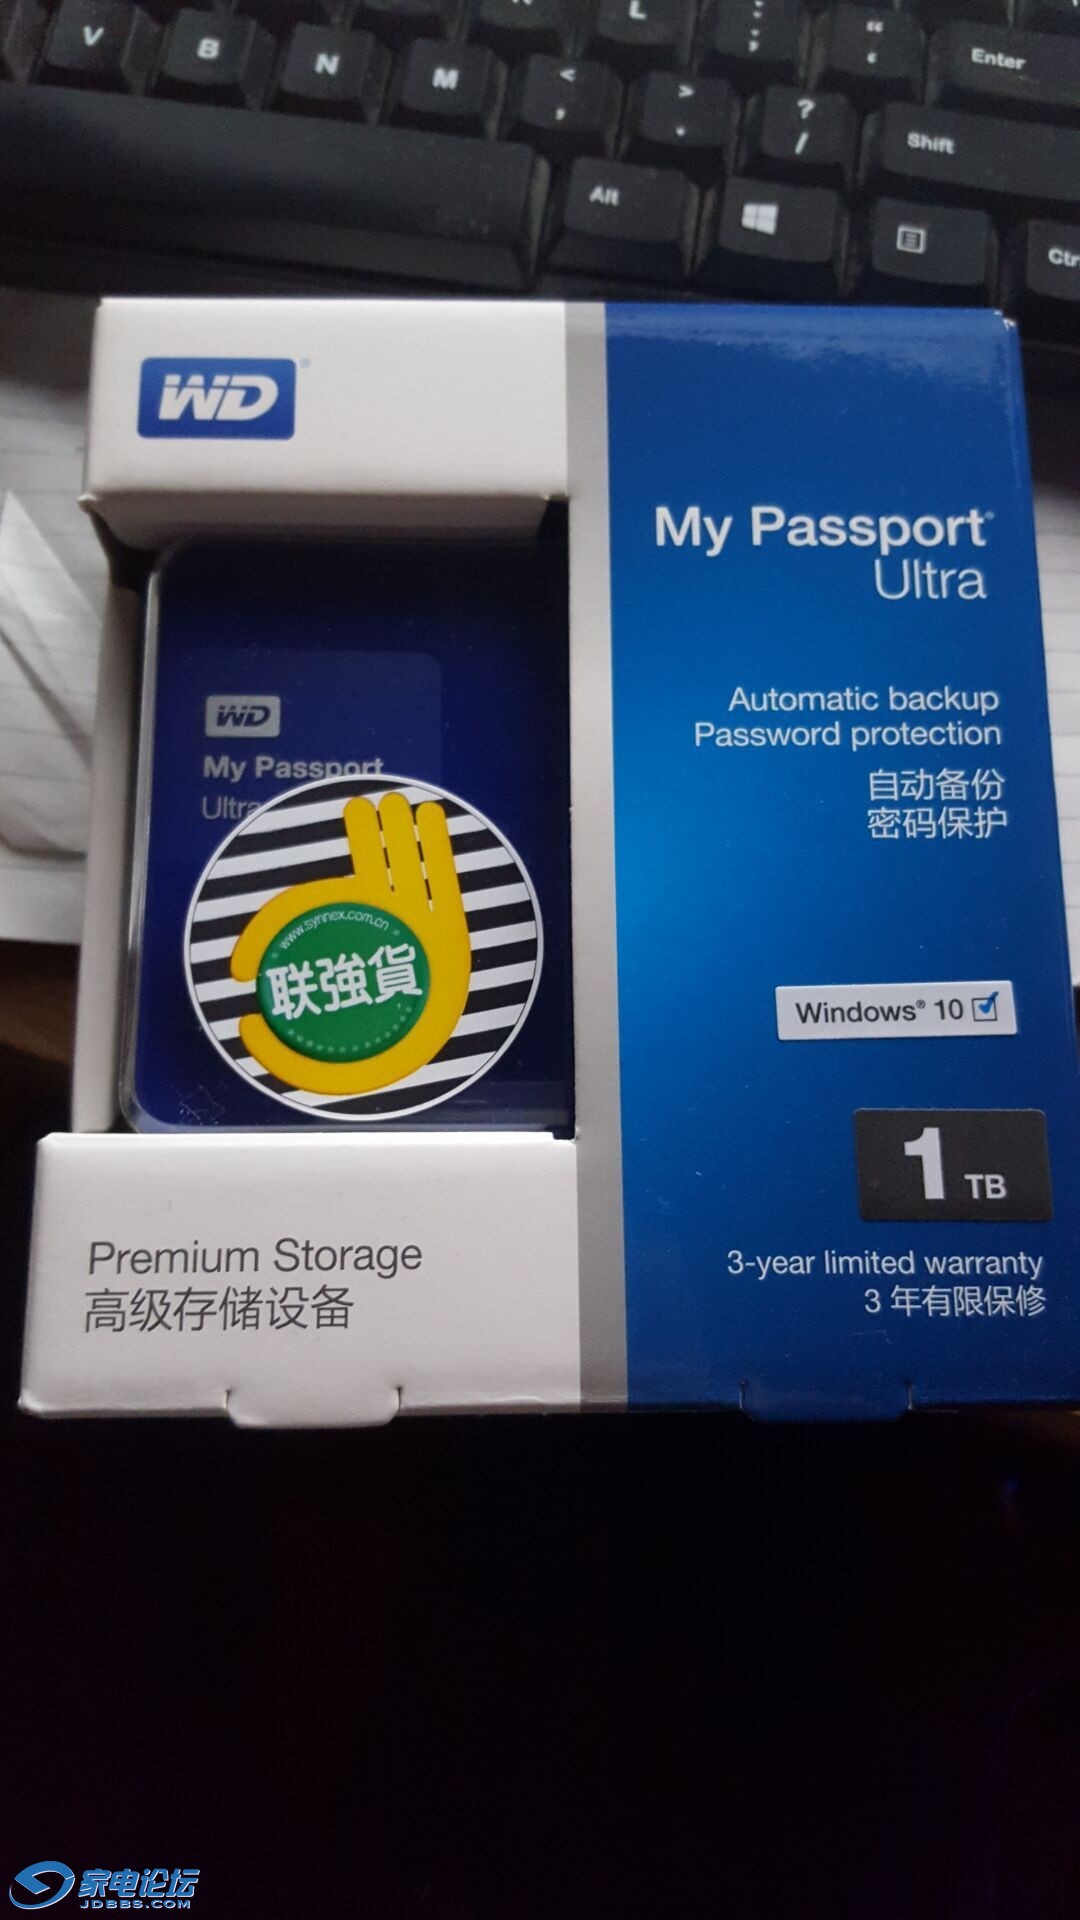 L
:
;
"
'
Enter
V
B
N
M
<
,
>
.
?
/
Shift
Alt
Ctr
WD
My Passport
Ultra
WD
My Passport
Ultra
Automatic backup
Password protection
自动备份
密码保护
www.synnex.com.cn
联強貨
Windows® 10
1 TB
Premium Storage
高级存储设备
3-year limited warranty
3 年有限保修
家电论坛
JDBBS.COM